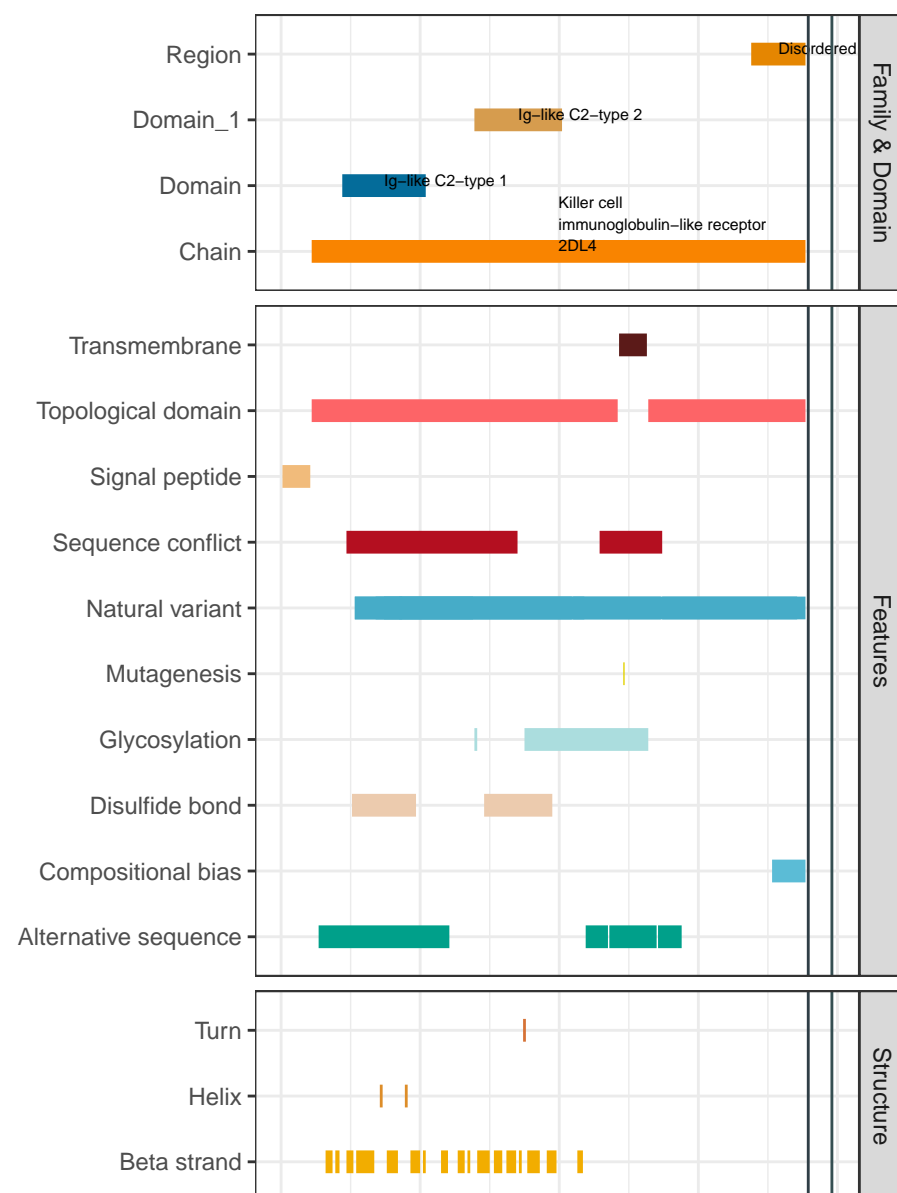 Region
Disordered
Domain_1
Ig−like C2−type 2
Domain
Ig−like C2−type 1
Killer cell
immunoglobulin−like receptor
2DL4
Chain
Family & Domain
Transmembrane
Topological domain
Signal peptide
Sequence conflict
Natural variant
Mutagenesis
Glycosylation
Disulfide bond
Compositional bias
Alternative sequence
Features
Turn
Helix
Beta strand
Structure